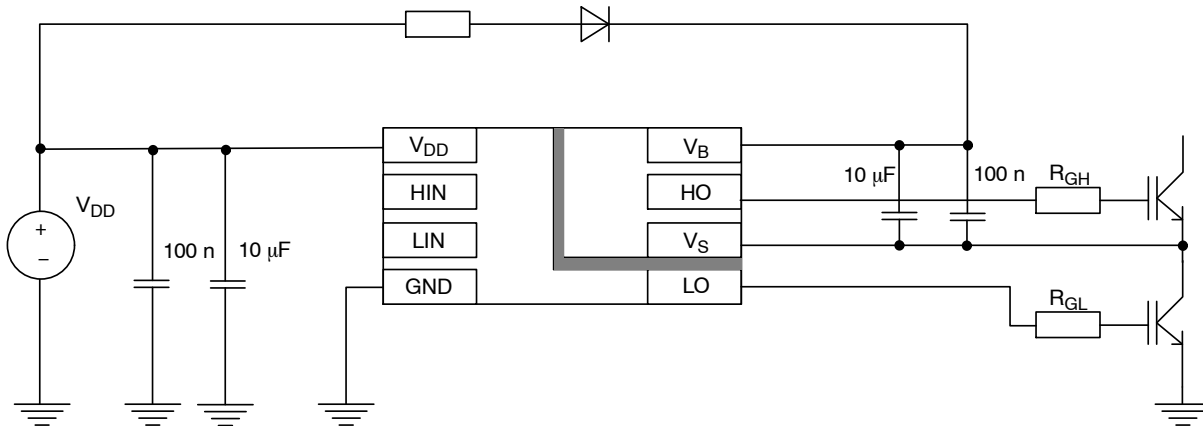 V_DD
V_B
HIN
HO
LIN
V_S
GND
LO
V_DD
+
−
100 n
10 µF
10 µF
100 n
R_GH
R_GL